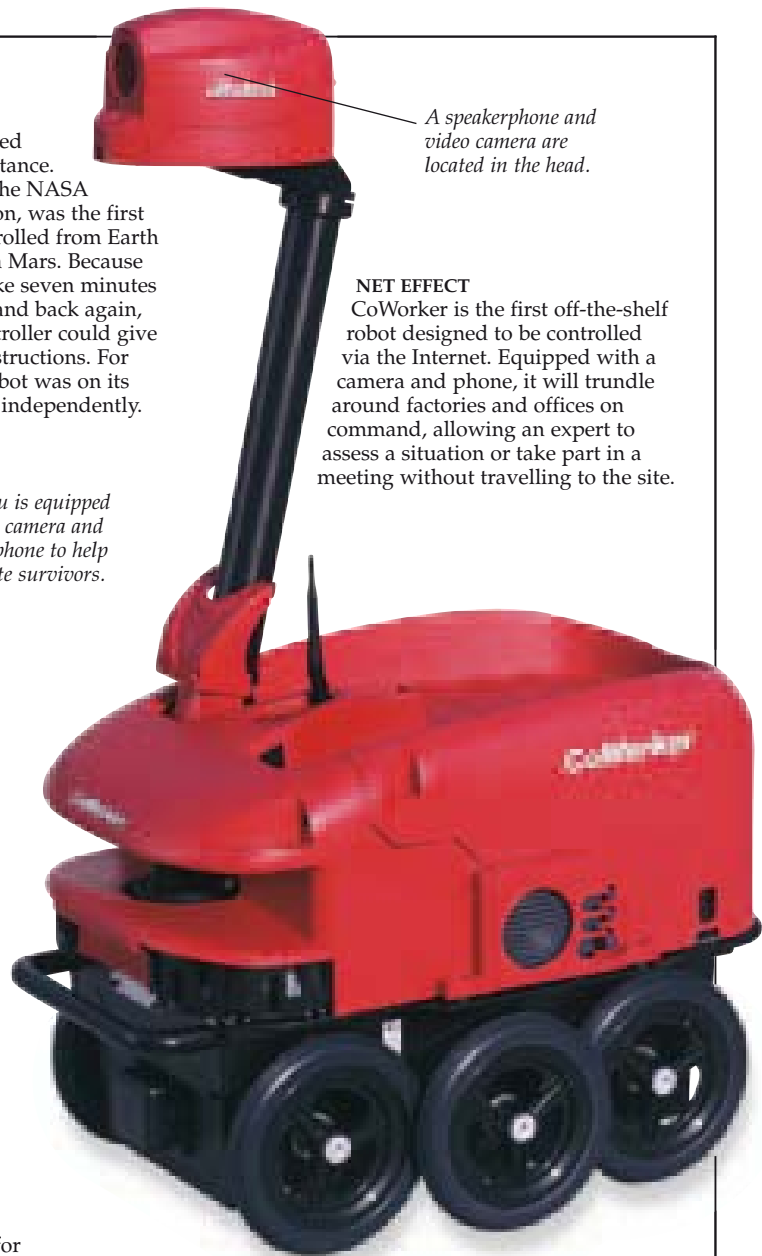 A speakerphone and
video camera are
located in the head.
tance.
he NASA
on, was the first
rolled from Earth
Mars. Because
ke seven minutes
and back again,
troller could give
structions. For
bot was on its
independently.
NET EFFECT
CoWorker is the first off-the-shelf
robot designed to be controlled
via the Internet. Equipped with a
camera and phone, it will trundle
around factories and offices on
command, allowing an expert to
assess a situation or take part in a
meeting without travelling to the site.
u is equipped
camera and
phone to help
te survivors.
CoWorker
for